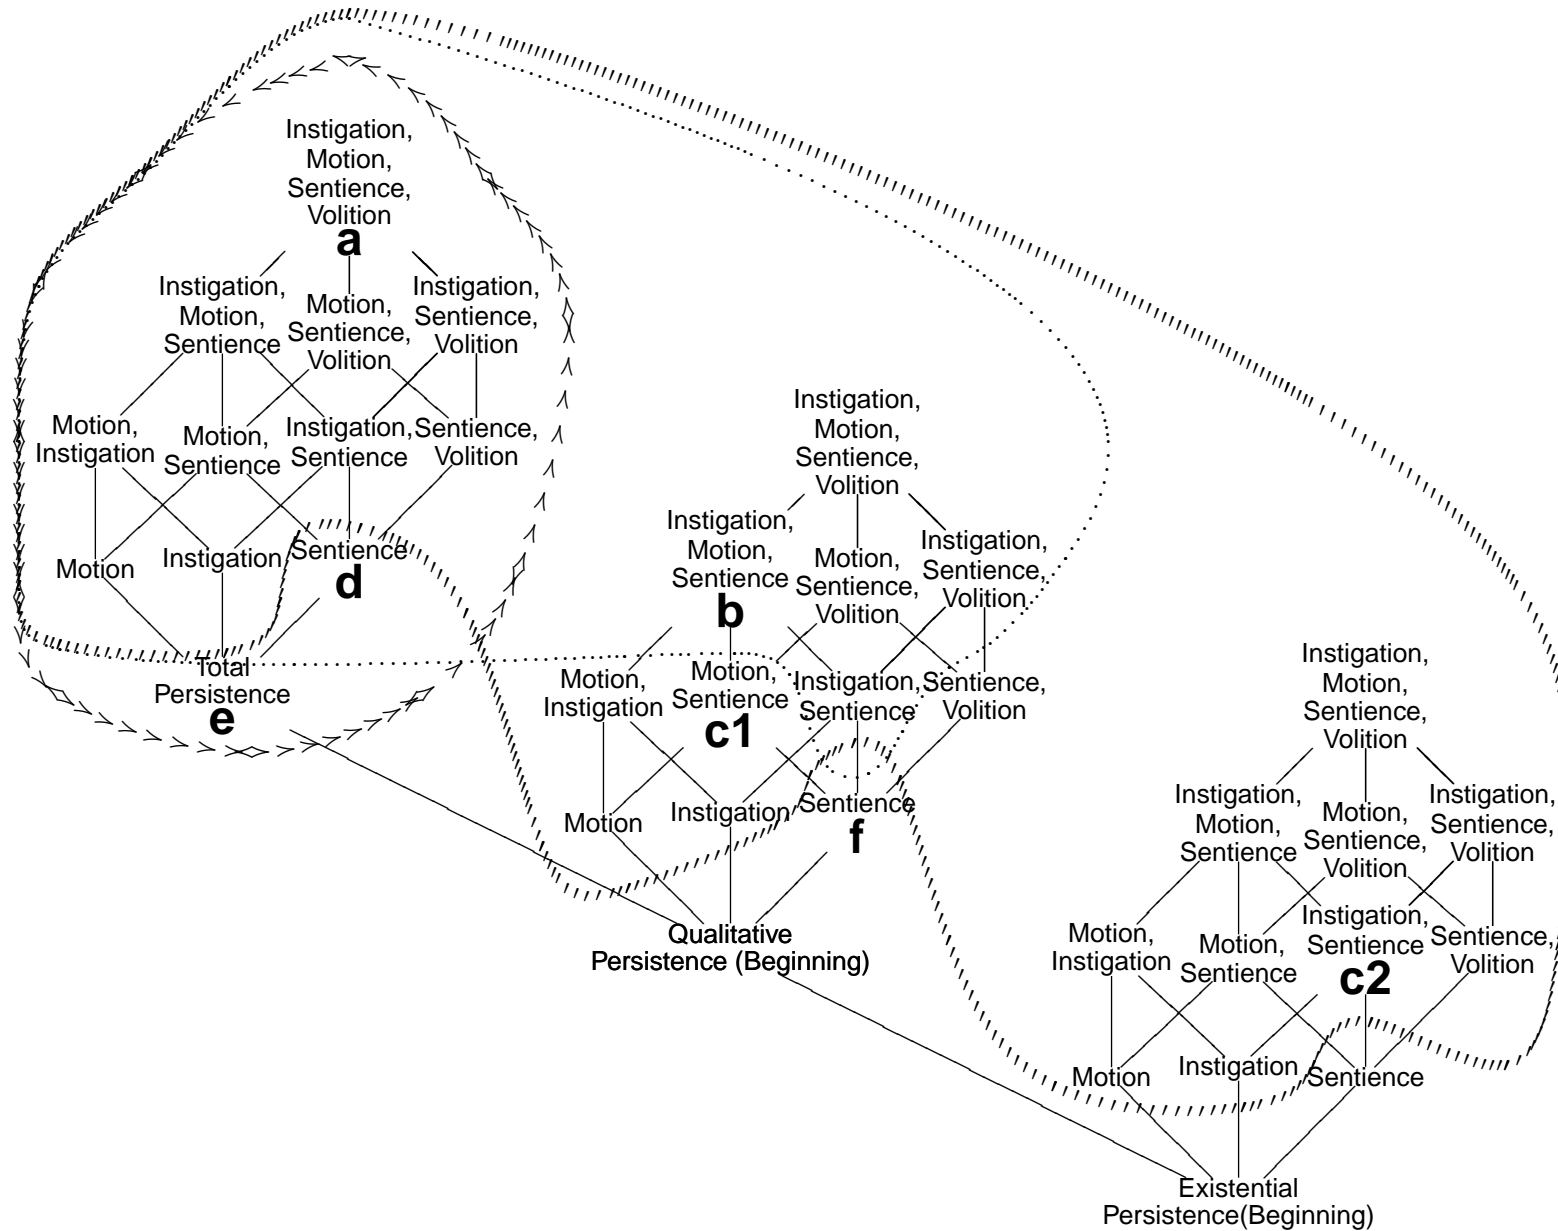 Instigation,
Motion,
Sentience,
Volition
a
Instigation,
Motion,
Sentience
Motion,
Sentience,
Volition
Instigation,
Sentience,
Volition
Motion,
Instigation
Motion,
Sentience
Instigation,
Sentience
Sentience,
Volition
Motion
Instigation
Sentience
d
Total
Persistence
e
Instigation,
Motion,
Sentience,
Volition
Instigation,
Motion,
Sentience
b
Motion,
Sentience,
Volition
Instigation,
Sentience,
Volition
Motion,
Instigation
Motion,
Sentience
c1
Instigation,
Sentience
Sentience,
Volition
Motion
Instigation
Sentience
f
Qualitative
Persistence (Beginning)
Instigation,
Motion,
Sentience,
Volition
Instigation,
Motion,
Sentience
Motion,
Sentience,
Volition
Instigation,
Sentience,
Volition
Motion,
Instigation
Motion,
Sentience
Instigation,
Sentience
c2
Sentience,
Volition
Motion
Instigation
Sentience
Existential
Persistence(Beginning)